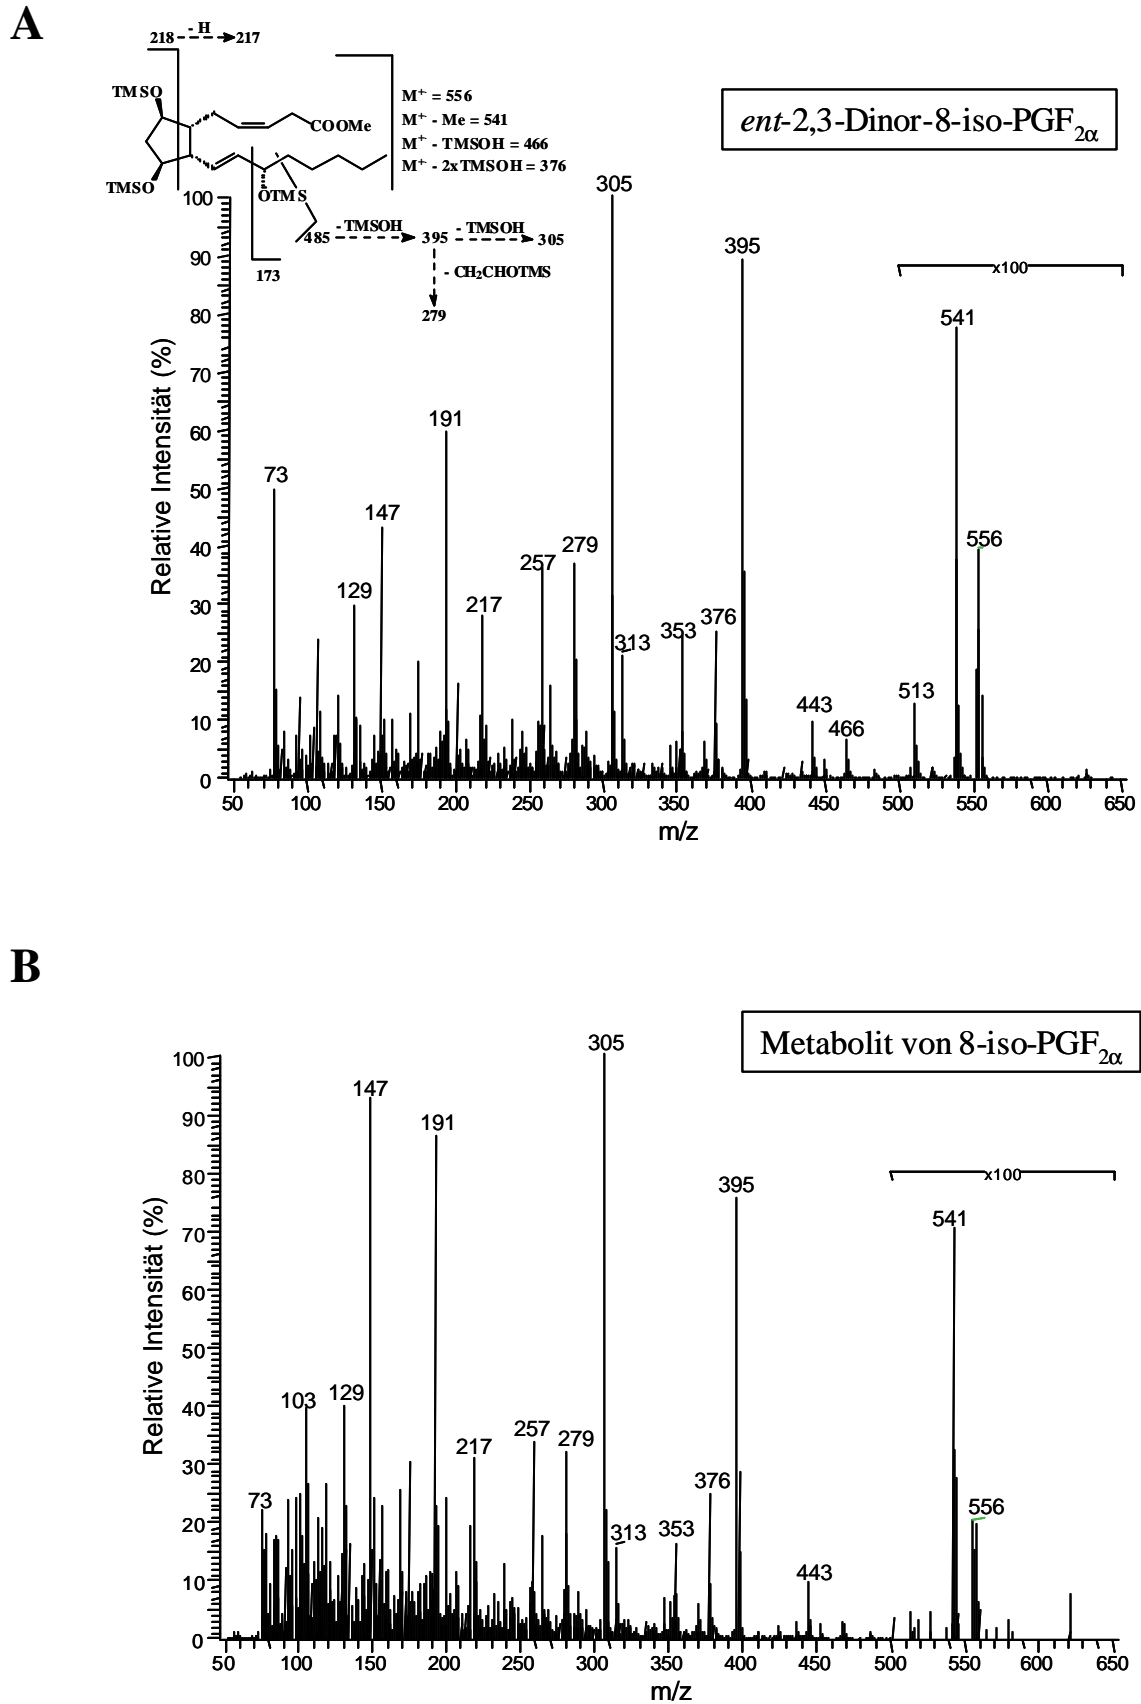 A
218 - H 217
TMSO
COOMe
TMSO
OTMS
M+ = 556
M+ - Me = 541
M+ - TMSOH = 466
M+ - 2xTMSOH = 376
485 - TMSOH 395 - TMSOH 305
173
- CH2CHOTMS
279
ent-2,3-Dinor-8-iso-PGF2α
x100
Relative Intensität (%)
100
90
80
70
60
50
40
30
20
10
0
73
129
147
191
217
257
279
305
313
353
376
395
443
466
513
541
556
50 100 150 200 250 300 350 400 450 500 550 600 650
m/z
B
Metabolit von 8-iso-PGF2α
x100
Relative Intensität (%)
100
90
80
70
60
50
40
30
20
10
0
73
103
129
147
191
217
257
279
305
313
353
376
395
443
541
556
50 100 150 200 250 300 350 400 450 500 550 600 650
m/z